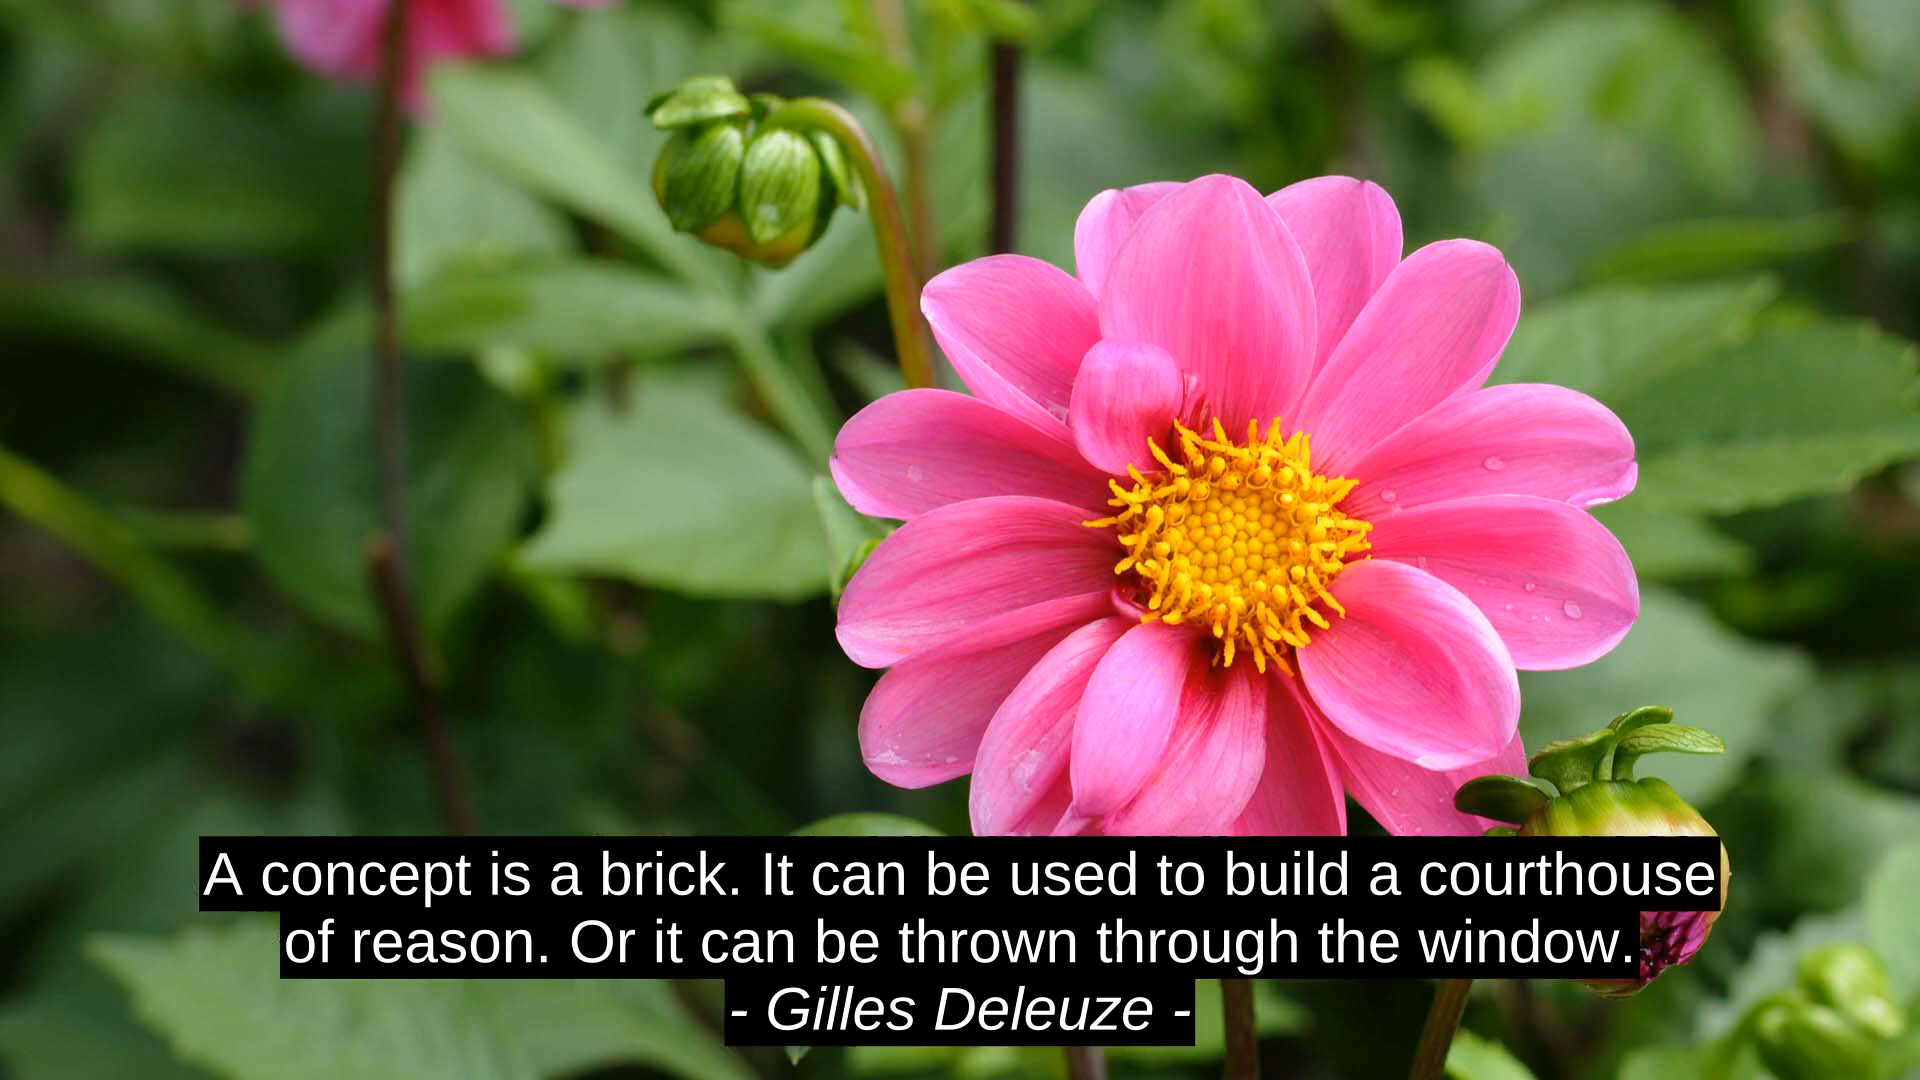 A concept is a brick. It can be used to build a courthouse
of reason. Or it can be thrown through the window.
- Gilles Deleuze -